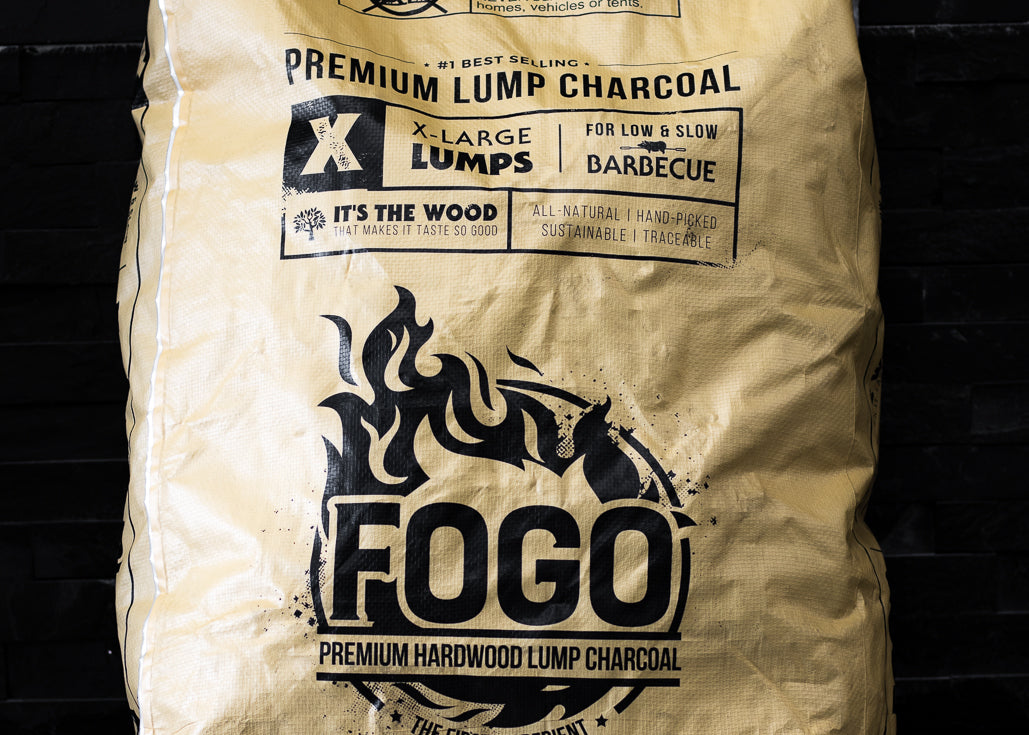 homes, vehicles or tents.
#1 BEST SELLING
PREMIUM LUMP CHARCOAL
X
X-LARGE
LUMPS
FOR LOW & SLOW
BARBECUE
IT'S THE WOOD
THAT MAKES IT TASTE SO GOOD
ALL-NATURAL | HAND-PICKED
SUSTAINABLE | TRACEABLE
FOGO
PREMIUM HARDWOOD LUMP CHARCOAL
THE